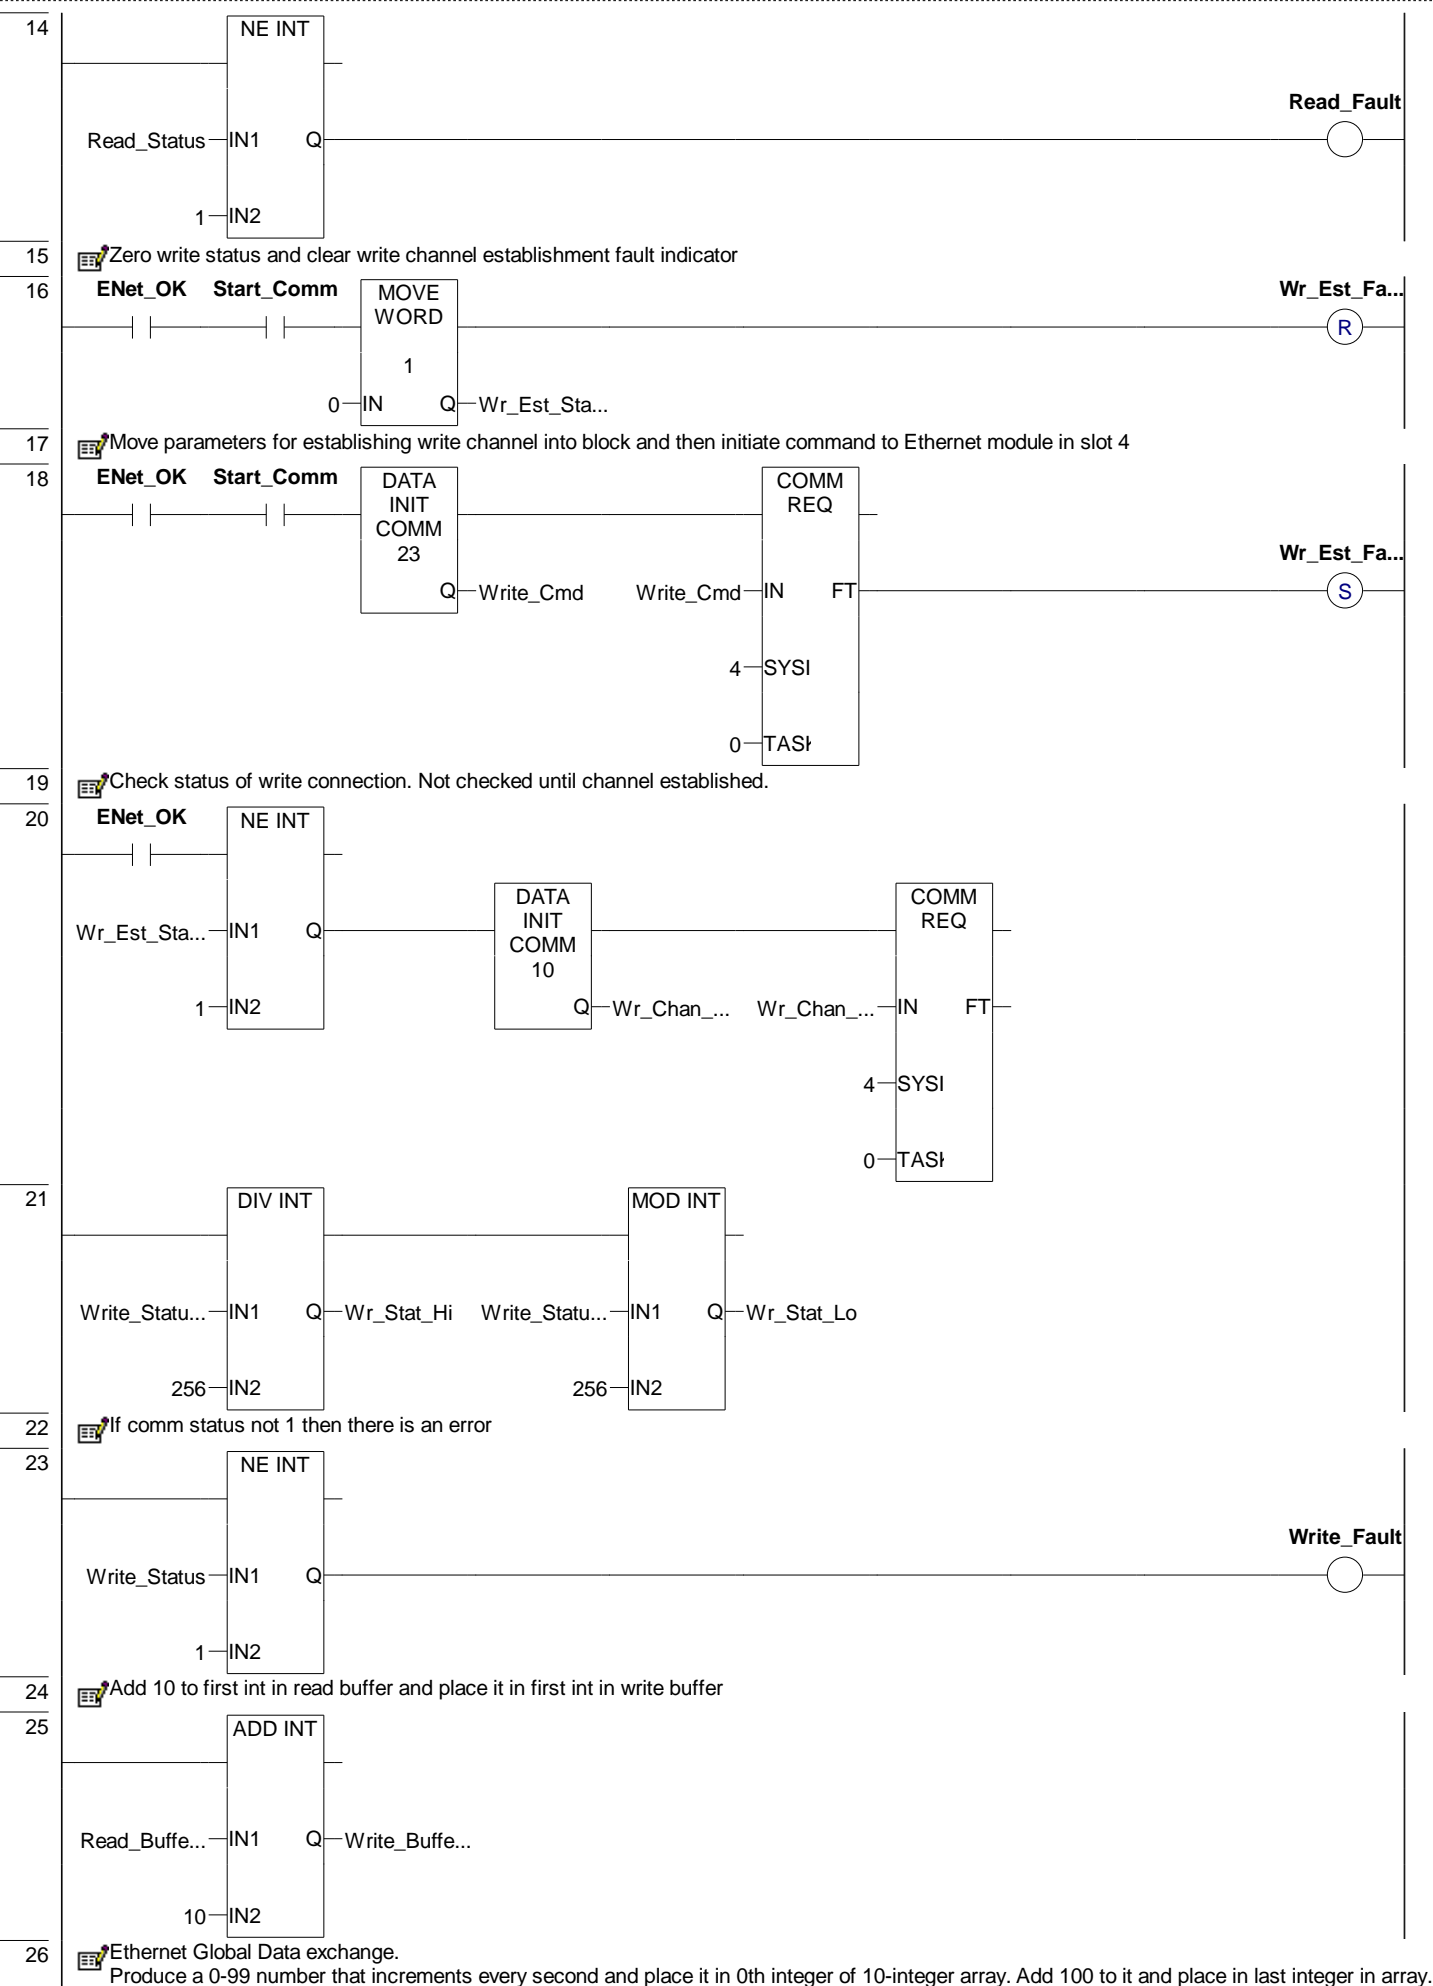 14
NE INT
Read_Fault
Read_Status IN1 Q
1 IN2
15 Zero write status and clear write channel establishment fault indicator
16 ENet_OK Start_Comm MOVE WORD Wr_Est_Fa...
R
1
0 IN Q Wr_Est_Sta...
17 Move parameters for establishing write channel into block and then initiate command to Ethernet module in slot 4
18 ENet_OK Start_Comm DATA INIT COMM 23 COMM REQ
Wr_Est_Fa...
Q Write_Cmd Write_Cmd IN FT S
4 SYSI
0 TASK
19 Check status of write connection. Not checked until channel established.
20 ENet_OK NE INT
DATA INIT COMM 10 COMM REQ
Wr_Est_Sta... IN1 Q
1 IN2 Q Wr_Chan_... Wr_Chan_... IN FT
4 SYSI
0 TASK
21 DIV INT MOD INT
Write_Statu... IN1 Q Wr_Stat_Hi Write_Statu... IN1 Q Wr_Stat_Lo
256 IN2 256 IN2
22 If comm status not 1 then there is an error
23 NE INT
Write_Fault
Write_Status IN1 Q
1 IN2
24 Add 10 to first int in read buffer and place it in first int in write buffer
25 ADD INT
Read_Buffe... IN1 Q Write_Buffe...
10 IN2
26 Ethernet Global Data exchange.
Produce a 0-99 number that increments every second and place it in 0th integer of 10-integer array. Add 100 to it and place in last integer in array.